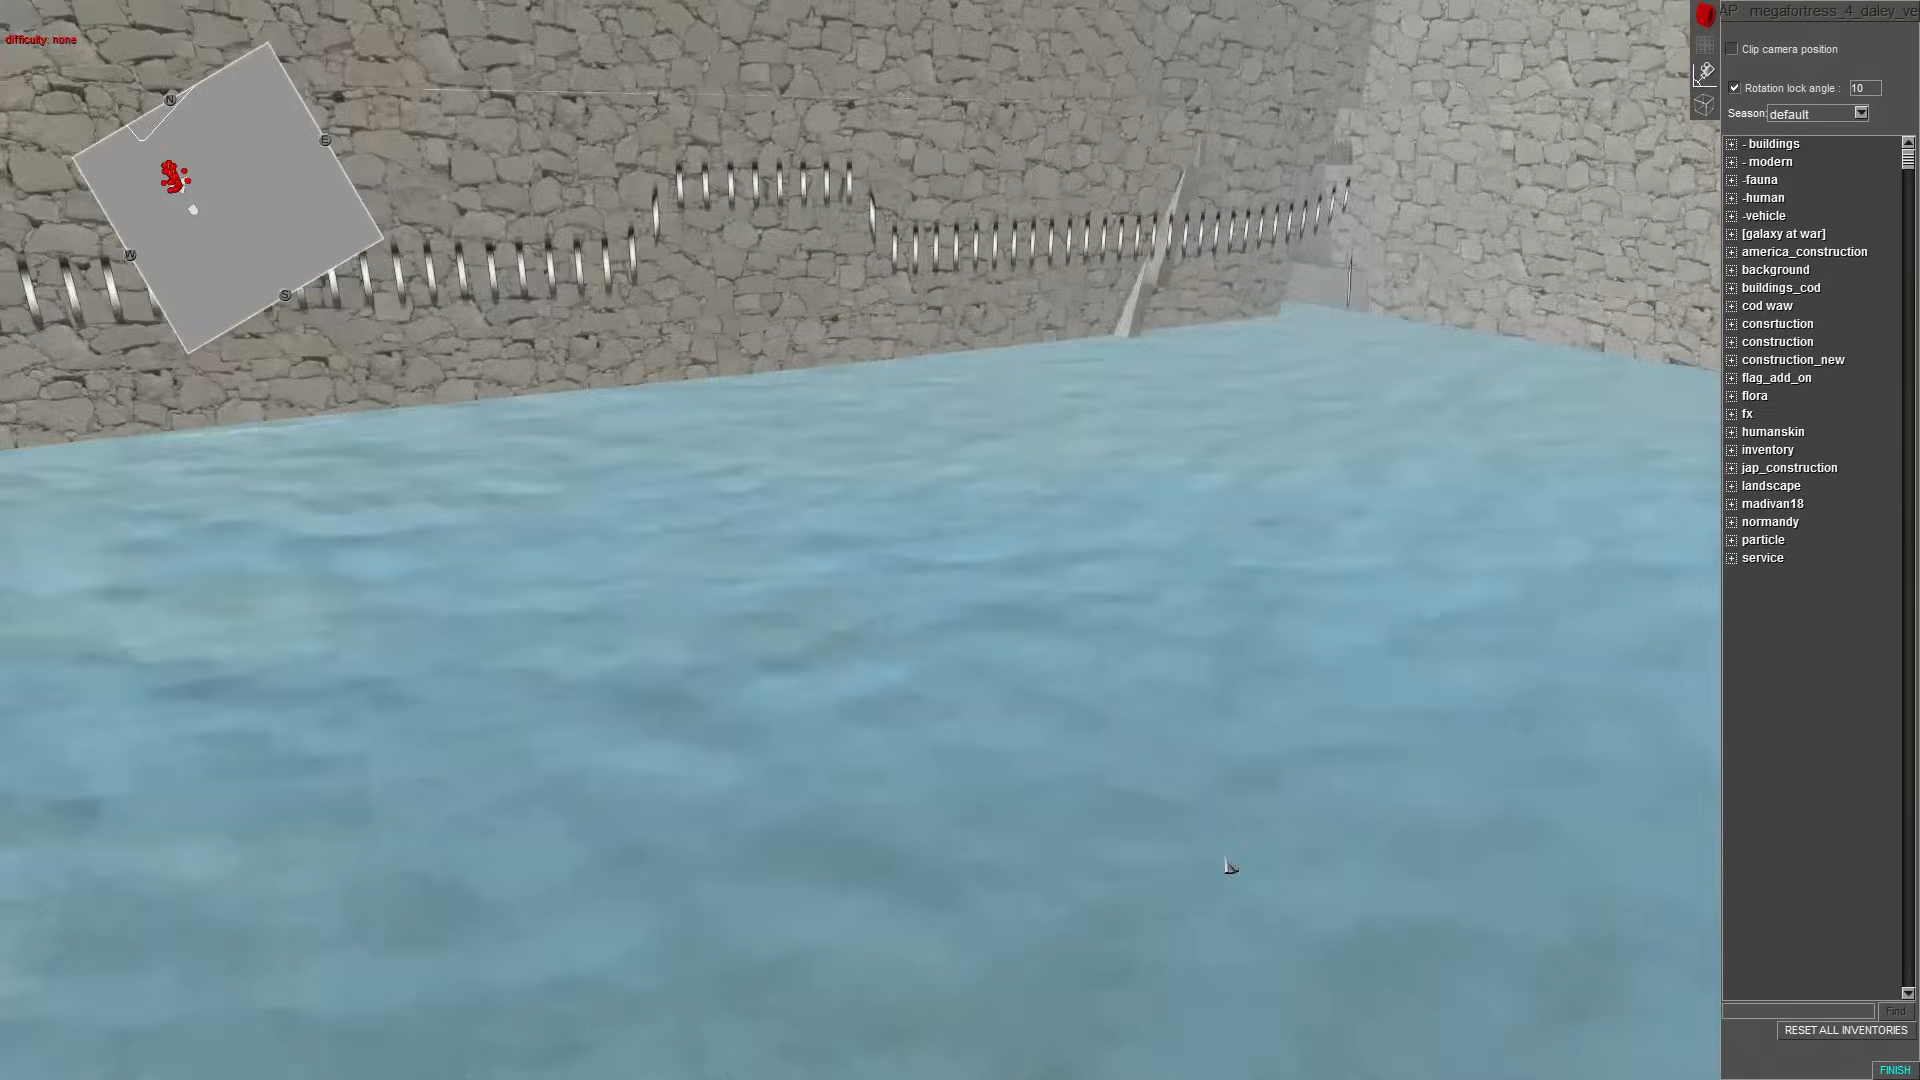 AP : megafortress_4_daley_ve
difficulty: none
Clip camera position
Rotation lock angle : 10
Season: default
- buildings
- modern
-fauna
-human
-vehicle
[galaxy at war]
america_construction
background
buildings_cod
cod waw
consrtuction
construction
construction_new
flag_add_on
flora
fx
humanskin
inventory
jap_construction
landscape
madivan18
normandy
particle
service
N
E
W
S
Find
RESET ALL INVENTORIES
FINISH